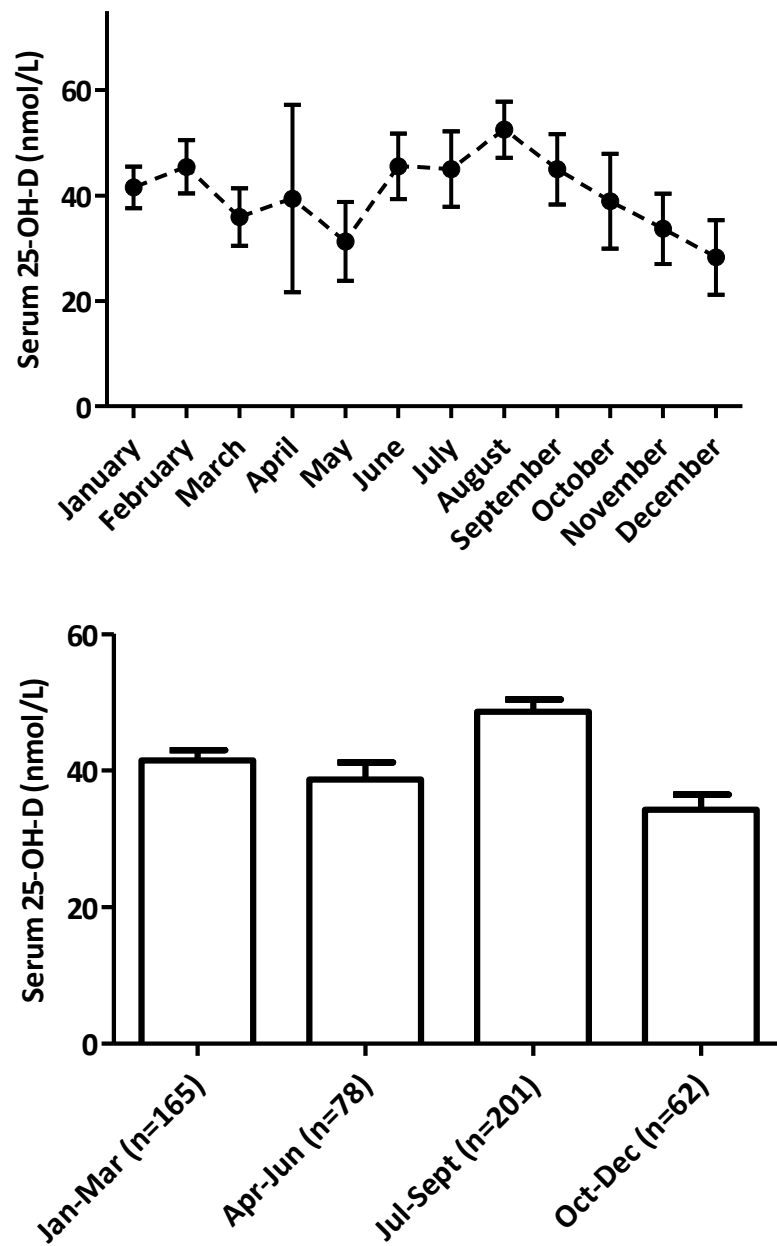 Serum 25-OH-D (nmol/L)
60
40
20
0
January
February
March
April
May
June
July
August
September
October
November
December
Serum 25-OH-D (nmol/L)
60
40
20
0
Jan-Mar (n=165)
Apr-Jun (n=78)
Jul-Sept (n=201)
Oct-Dec (n=62)